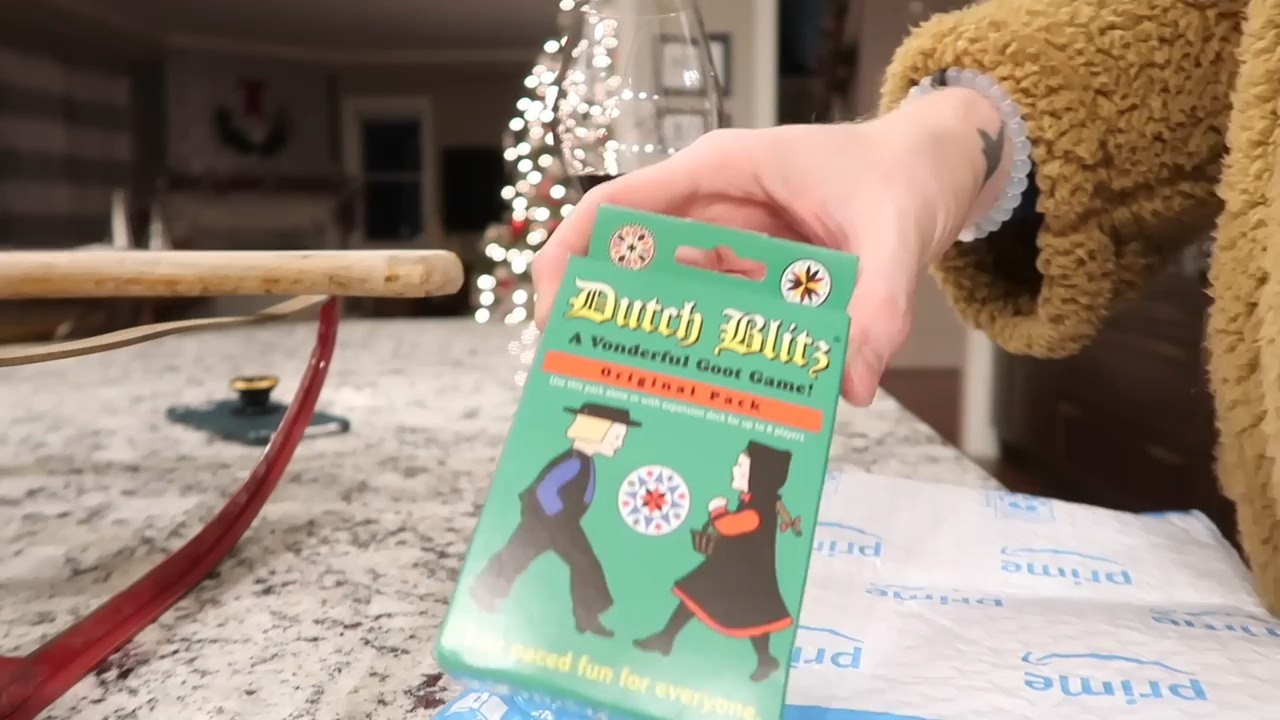 Dutch Blitz
A Vonderful Goot Game!
Original Pack
Use this pack alone or with expansion deck for up to 8 players
paced fun for everyone.
prime
prime
prime
prime
prime